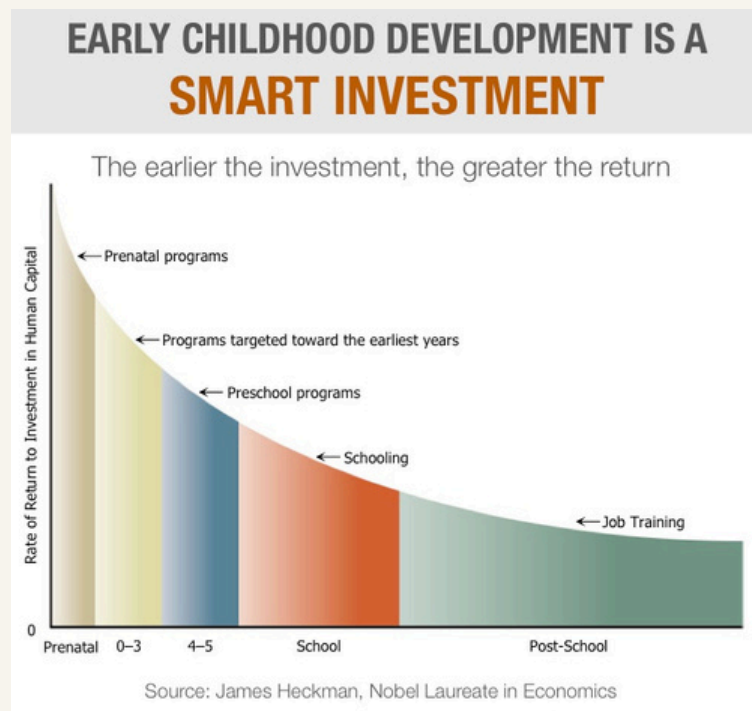 EARLY CHILDHOOD DEVELOPMENT IS A
SMART INVESTMENT
The earlier the investment, the greater the return
Rate of Return to Investment in Human Capital
Prenatal programs
Programs targeted toward the earliest years
Preschool programs
Schooling
Job Training
0
Prenatal 0–3 4–5 School Post-School
Source: James Heckman, Nobel Laureate in Economics